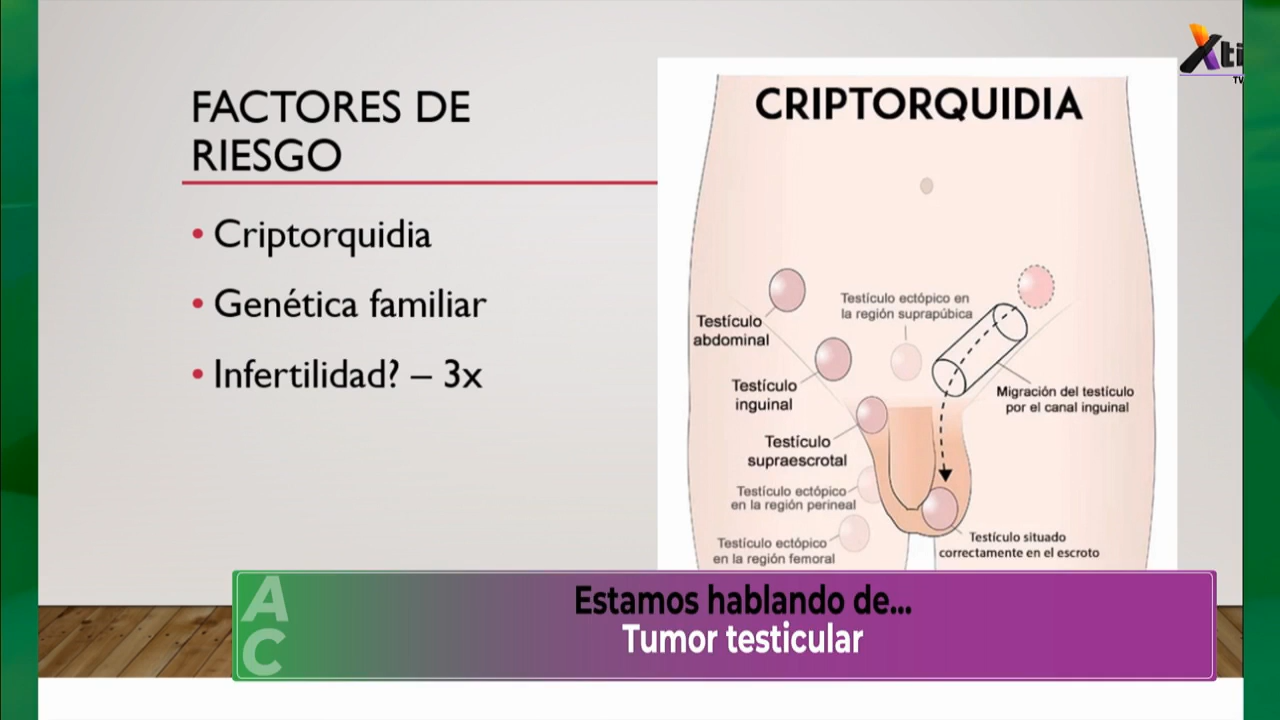 FACTORES DE
RIESGO
• Criptorquidia
• Genética familiar
• Infertilidad? – 3x
CRIPTORQUIDIA
Testículo
abdominal
Testículo ectópico en
la región suprapúbica
Testículo
inguinal
Migración del testículo
por el canal inguinal
Testículo
supraescrotal
Testículo ectópico
en la región perineal
Testículo ectópico
en la región femoral
Testículo situado
correctamente en el escroto
Xti
TV
A
C
Estamos hablando de...
Tumor testicular